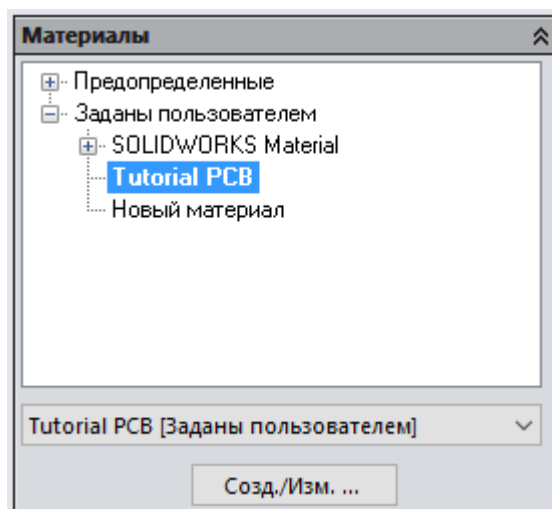 Материалы
Предопределенные
Заданы пользователем
SOLIDWORKS Material
Tutorial PCB
Новый материал
Tutorial PCB [Заданы пользователем]
Созд./Изм. ...